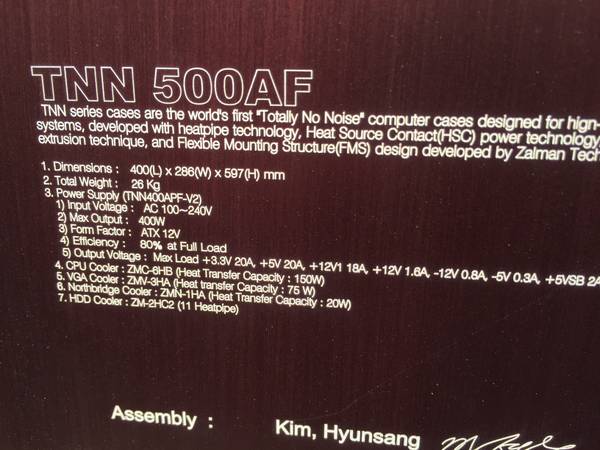 TNN 500AF
TNN series cases are the world's first "Totally No Noise" computer cases designed for hign-
systems, developed with heatpipe technology, Heat Source Contact(HSC) power technology,
extrusion technique, and Flexible Mounting Structure(FMS) design developed by Zalman Tech
1. Dimensions : 400(L) x 286(W) x 597(H) mm
2. Total Weight : 26 Kg
3. Power Supply (TNN400APF-V2)
1) Input Voltage : AC 100~240V
2) Max Output : 400W
3) Form Factor : ATX 12V
4) Efficiency : 80% at Full Load
5) Output Voltage : Max Load +3.3V 20A, +5V 20A, +12V1 18A, +12V 1.6A, -12V 0.8A, -5V 0.3A, +5VSB 2A
4. CPU Cooler : ZMC-6HB (Heat Transfer Capacity : 150W)
5. VGA Cooler : ZMV-3HA (Heat Transfer Capacity : 75 W)
6. Northbridge Cooler : ZMN-1HA (Heat Transfer Capacity : 20W)
7. HDD Cooler : ZM-2HC2 (11 Heatpipe)
Assembly : Kim, Hyunsang